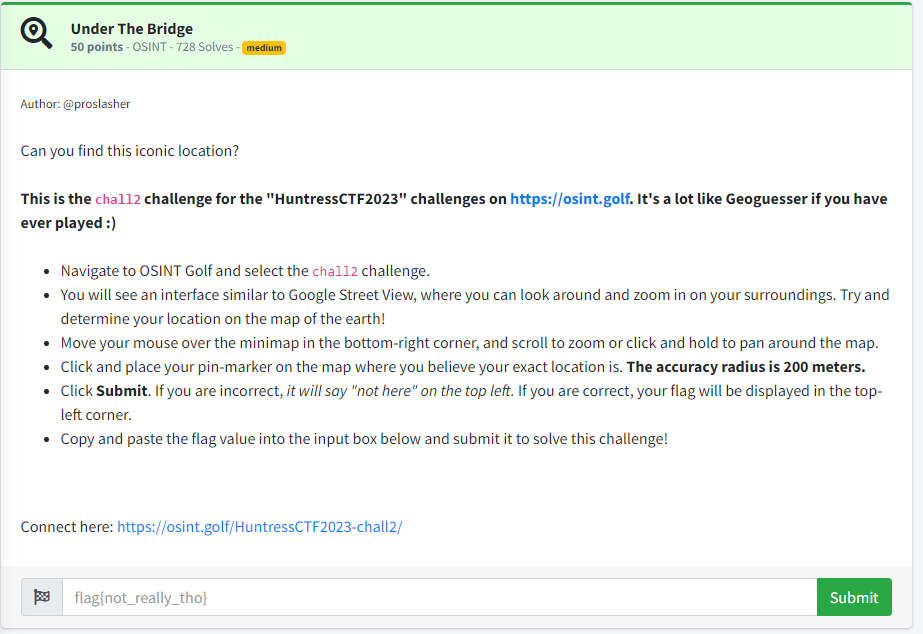 Under The Bridge
50 points - OSINT - 728 Solves - medium
Author: @proslasher
Can you find this iconic location?
This is the chall2 challenge for the "HuntressCTF2023" challenges on https://osint.golf. It's a lot like Geoguesser if you have
ever played :)
Navigate to OSINT Golf and select the chall2 challenge.
You will see an interface similar to Google Street View, where you can look around and zoom in on your surroundings. Try and
determine your location on the map of the earth!
Move your mouse over the minimap in the bottom-right corner, and scroll to zoom or click and hold to pan around the map.
Click and place your pin-marker on the map where you believe your exact location is. The accuracy radius is 200 meters.
Click Submit. If you are incorrect, it will say "not here" on the top left. If you are correct, your flag will be displayed in the top-
left corner.
Copy and paste the flag value into the input box below and submit it to solve this challenge!
Connect here: https://osint.golf/HuntressCTF2023-chall2/
flag{not_really_tho}
Submit